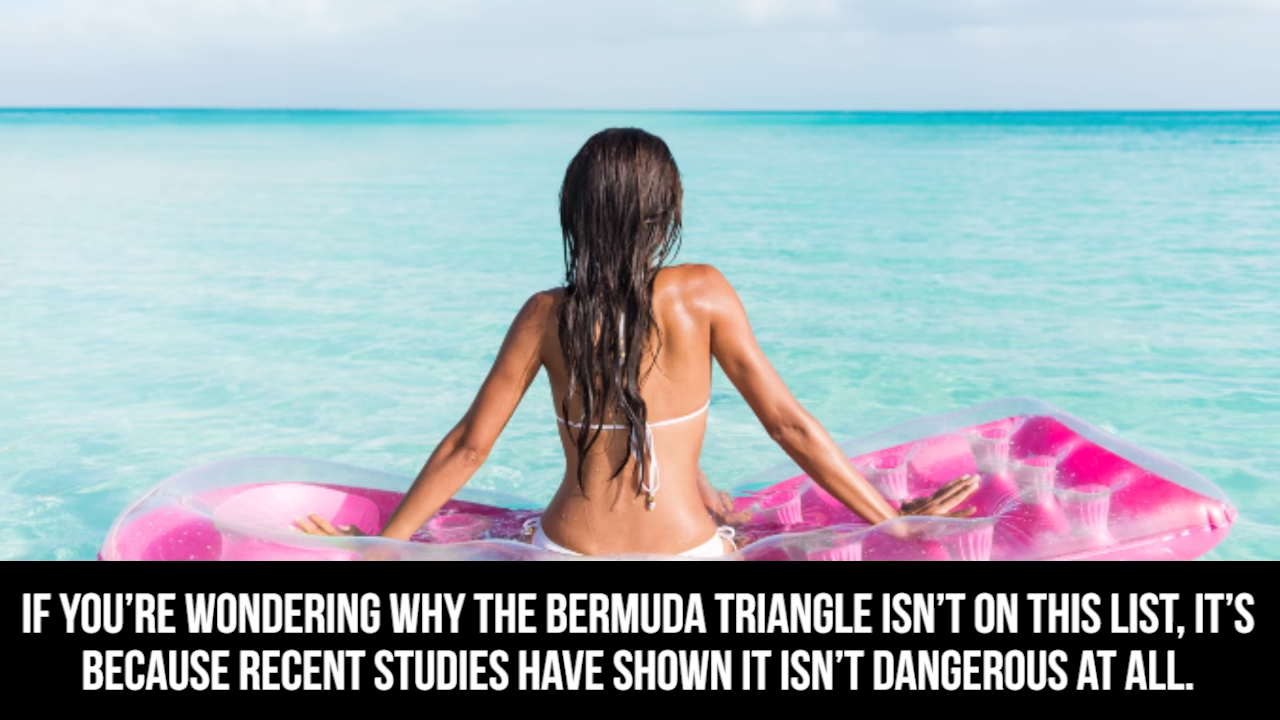 IF YOU'RE WONDERING WHY THE BERMUDA TRIANGLE ISN'T ON THIS LIST, IT'S
BECAUSE RECENT STUDIES HAVE SHOWN IT ISN'T DANGEROUS AT ALL.